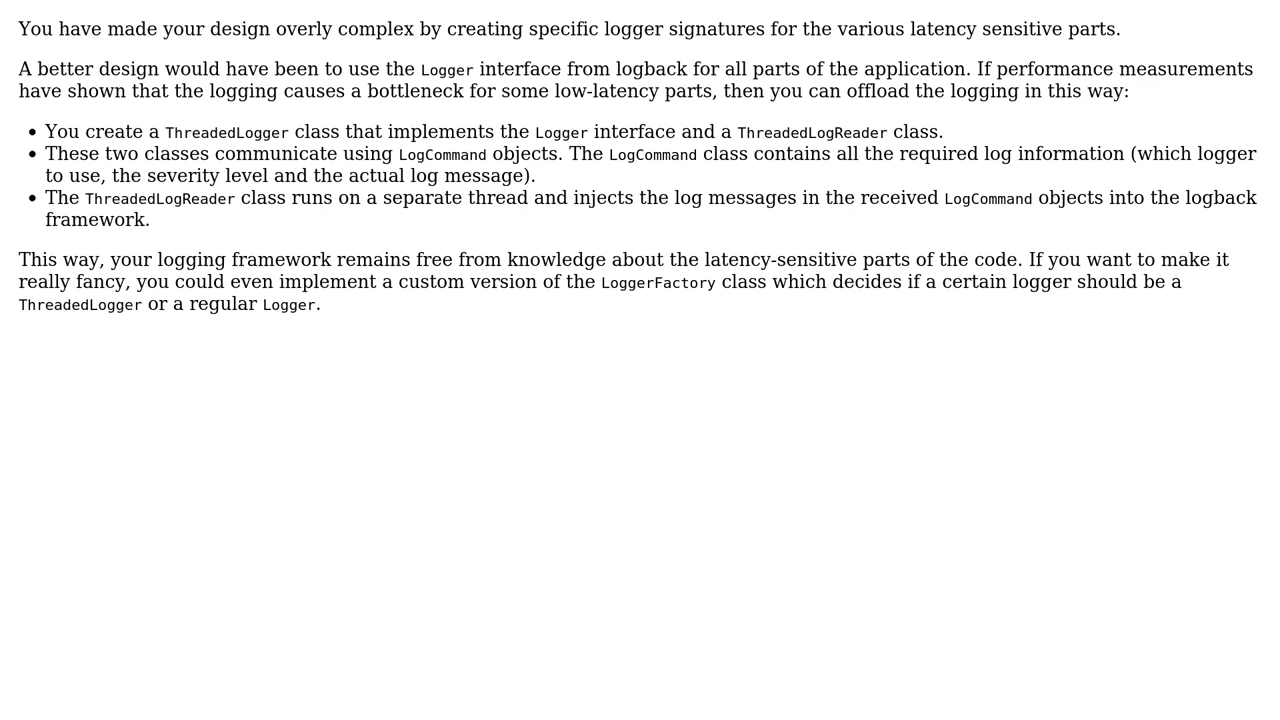 You have made your design overly complex by creating specific logger signatures for the various latency sensitive parts.
A better design would have been to use the Logger interface from logback for all parts of the application. If performance measurements
have shown that the logging causes a bottleneck for some low-latency parts, then you can offload the logging in this way:
• You create a ThreadedLogger class that implements the Logger interface and a ThreadedLogReader class.
• These two classes communicate using LogCommand objects. The LogCommand class contains all the required log information (which logger
to use, the severity level and the actual log message).
• The ThreadedLogReader class runs on a separate thread and injects the log messages in the received LogCommand objects into the logback
framework.
This way, your logging framework remains free from knowledge about the latency-sensitive parts of the code. If you want to make it
really fancy, you could even implement a custom version of the LoggerFactory class which decides if a certain logger should be a
ThreadedLogger or a regular Logger.